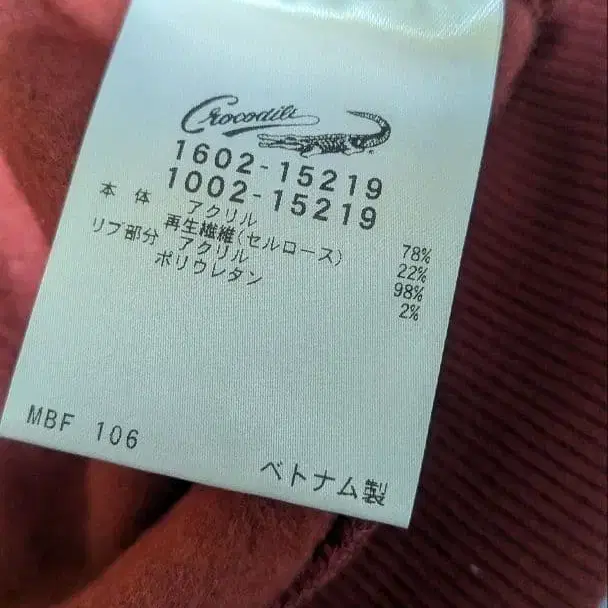 Crocodile
1602-15219
1002-15219
本体 アクリル 78%
再生繊維(セルロース) 22%
リブ部分 アクリル 98%
ポリウレタン 2%
MBF 106
ベトナム製